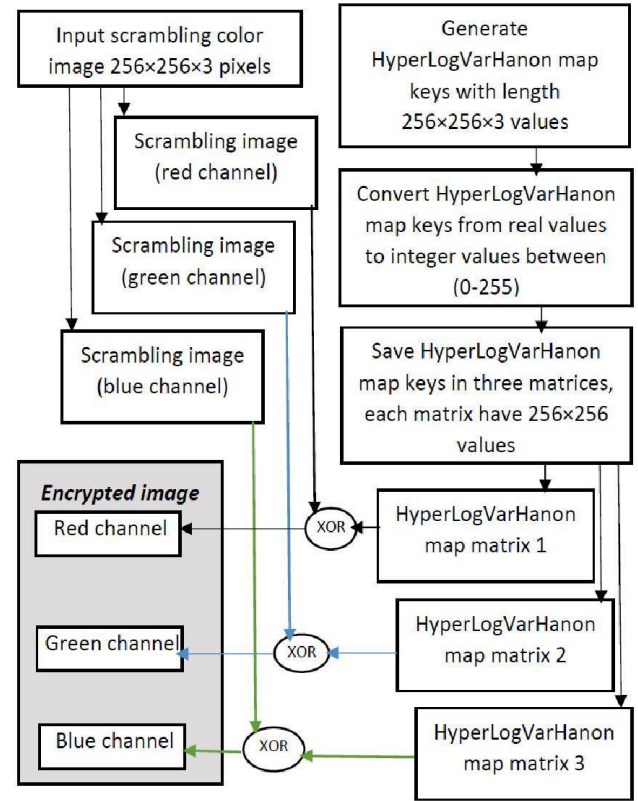 Input scrambling color
image 256×256×3 pixels
Scrambling image
(red channel)
Scrambling image
(green channel)
Scrambling image
(blue channel)
Generate
HyperLogVarHanon map
keys with length
256×256×3 values
Convert HyperLogVarHanon
map keys from real values
to integer values between
(0-255)
Save HyperLogVarHanon
map keys in three matrices,
each matrix have 256×256
values
Encrypted image
Red channel
XOR
HyperLogVarHanon
map matrix 1
Green channel
XOR
HyperLogVarHanon
map matrix 2
Blue channel
XOR
HyperLogVarHanon
map matrix 3